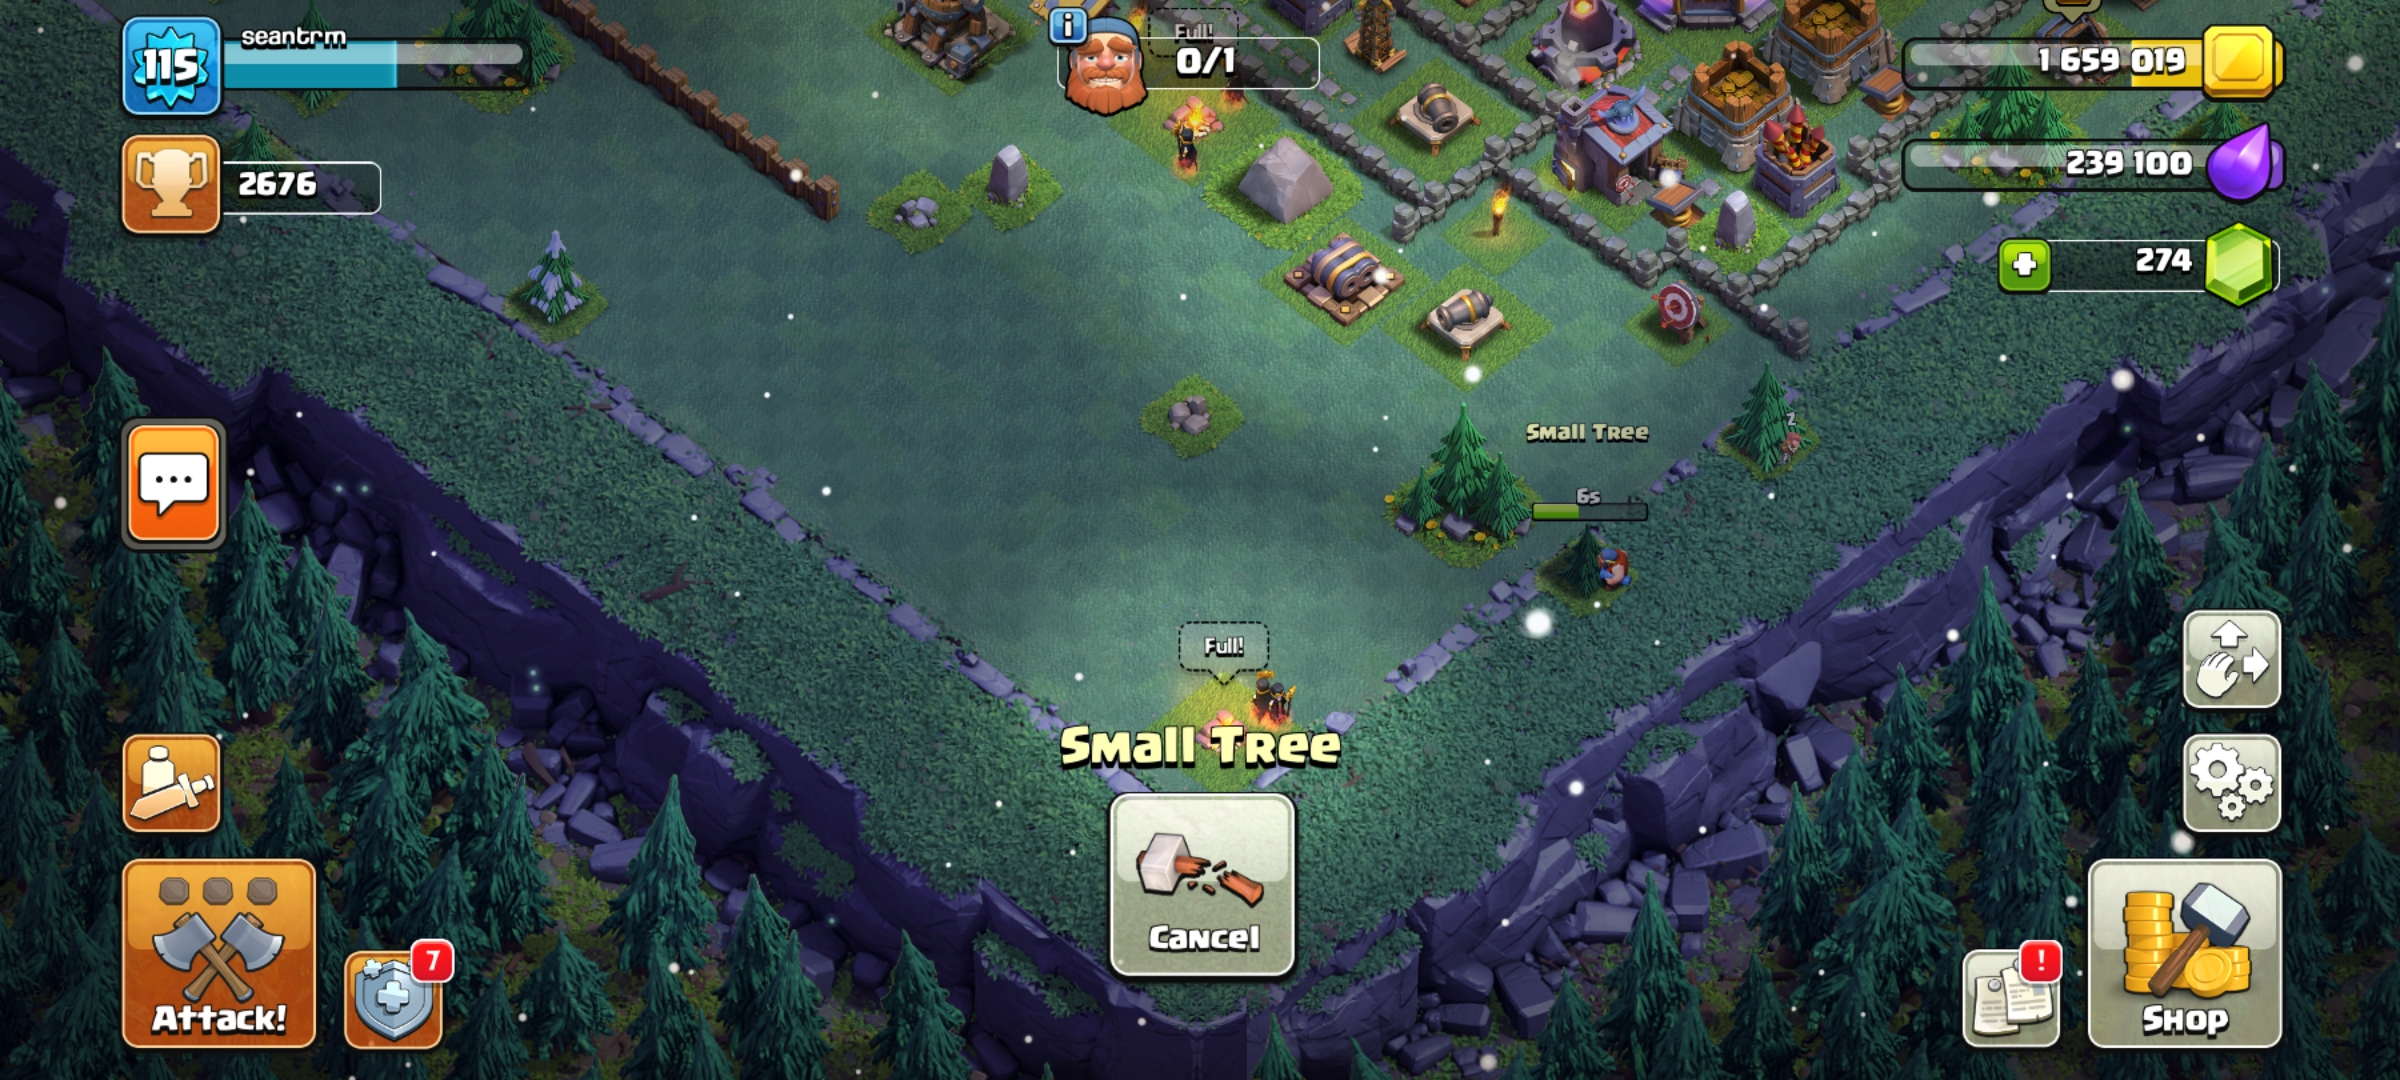 115
seantrm
Full!
0/1
1 659 019
2676
239 100
274
Small Tree
z
6s
Full!
Small Tree
Cancel
Attack!
7
!
Shop